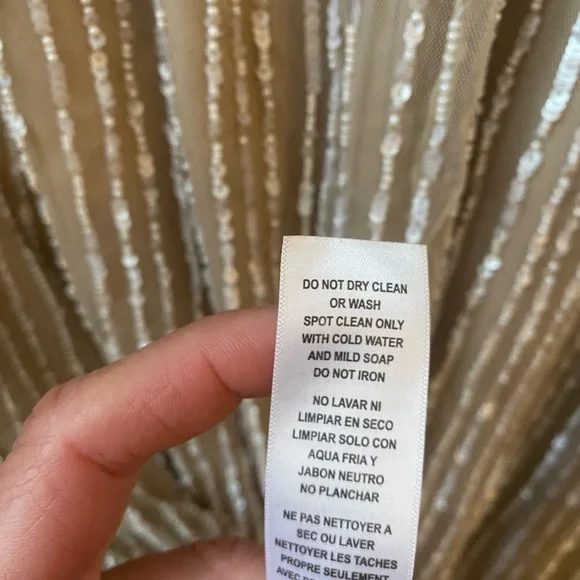 DO NOT DRY CLEAN
OR WASH
SPOT CLEAN ONLY
WITH COLD WATER
AND MILD SOAP
DO NOT IRON
NO LAVAR NI
LIMPIAR EN SECO
LIMPIAR SOLO CON
AQUA FRIA Y
JABON NEUTRO
NO PLANCHAR
NE PAS NETTOYER A
SEC OU LAVER
NETTOYER LES TACHES
PROPRE SEULEMENT
AVEC